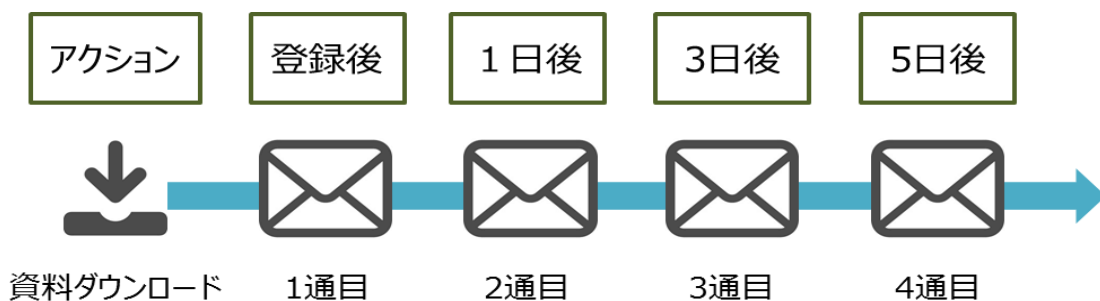 アクション
登録後
１日後
3日後
5日後
資料ダウンロード
1通目
2通目
3通目
4通目